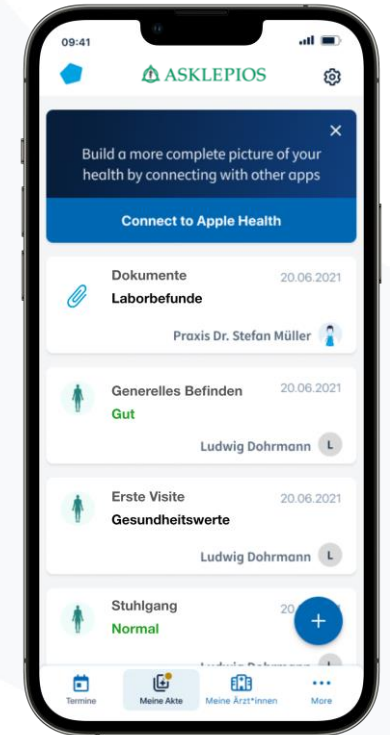 09:41
ASKLEPIOS
Build a more complete picture of your
health by connecting with other apps
Connect to Apple Health
Dokumente 20.06.2021
Laborbefunde
Praxis Dr. Stefan Müller
Generelles Befinden 20.06.2021
Gut
Ludwig Dohrmann L
Erste Visite 20.06.2021
Gesundheitswerte
Ludwig Dohrmann L
Stuhlgang 20
Normal
+
Termine Meine Akte Meine Ärzt*innen More